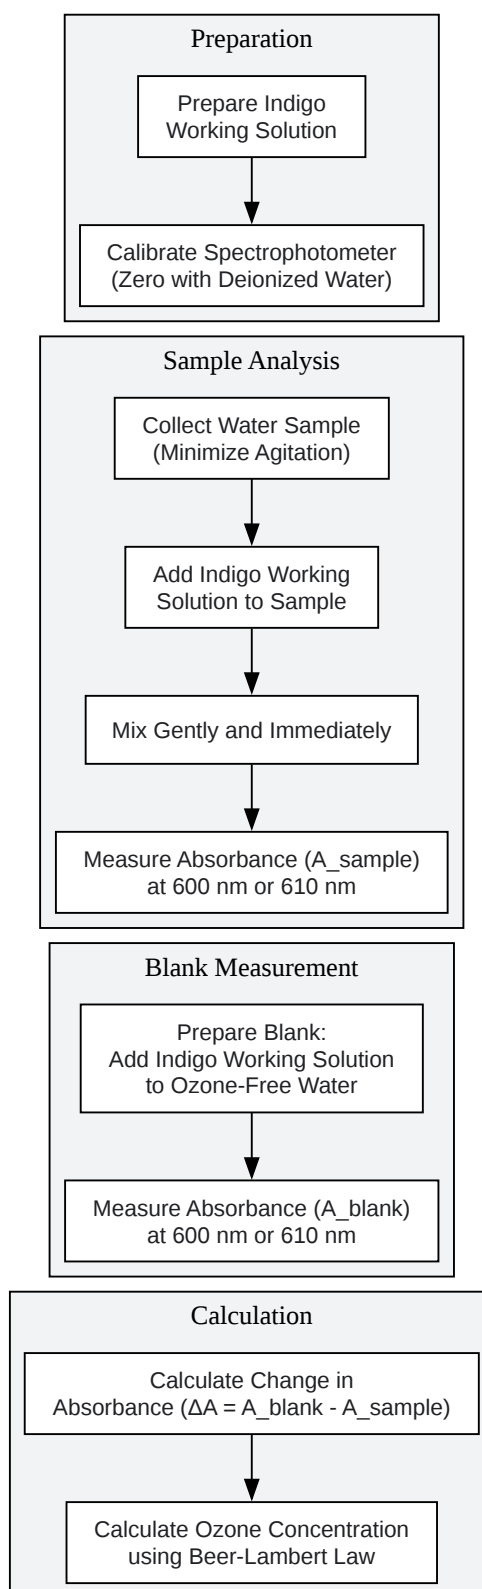 Preparation
Prepare Indigo
Working Solution
Calibrate Spectrophotometer
(Zero with Deionized Water)
Sample Analysis
Collect Water Sample
(Minimize Agitation)
Add Indigo Working
Solution to Sample
Mix Gently and Immediately
Measure Absorbance (A_sample)
at 600 nm or 610 nm
Blank Measurement
Prepare Blank:
Add Indigo Working Solution
to Ozone-Free Water
Measure Absorbance (A_blank)
at 600 nm or 610 nm
Calculation
Calculate Change in
Absorbance (ΔA = A_blank - A_sample)
Calculate Ozone Concentration
using Beer-Lambert Law